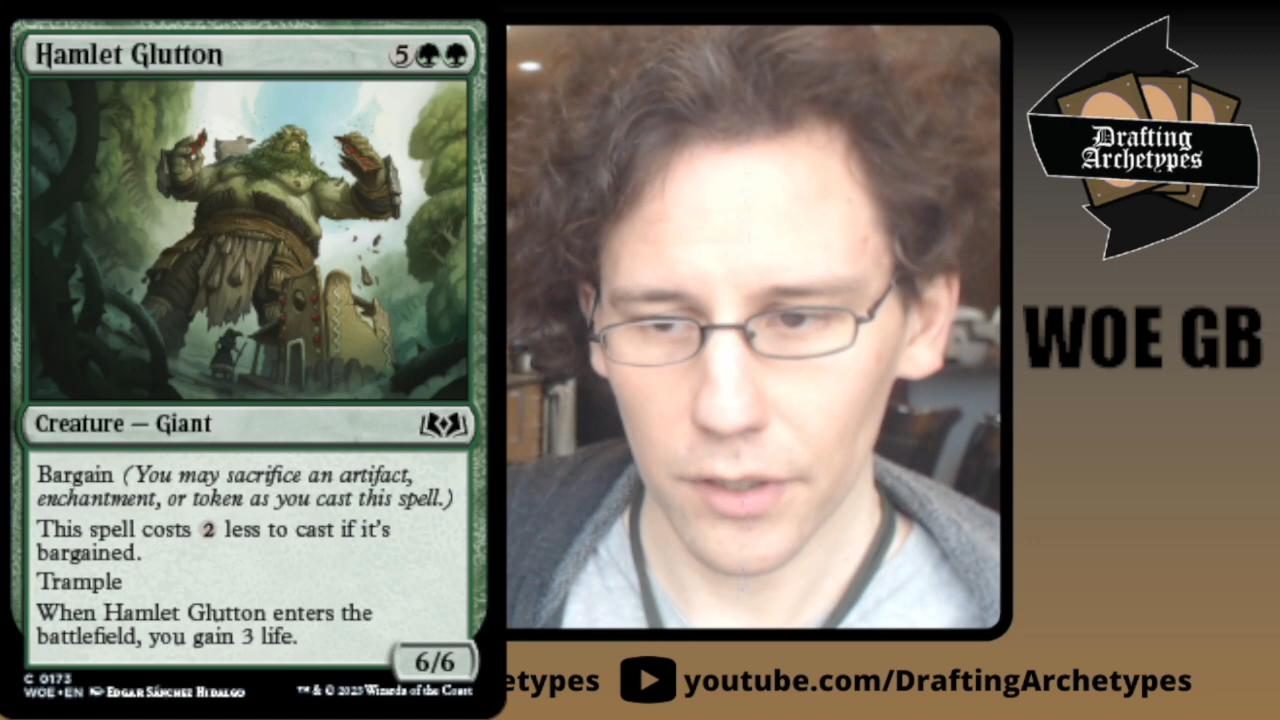 Hamlet Glutton
5
Creature — Giant
Bargain (You may sacrifice an artifact,
enchantment, or token as you cast this spell.)
This spell costs 2 less to cast if it's
bargained.
Trample
When Hamlet Glutton enters the
battlefield, you gain 3 life.
6/6
C 0173
WOE • EN EDGAR SÁNCHEZ HIDALGO
™ & © 2023 Wizards of the Coast
Drafting
Archetypes
WOE GB
etypes
youtube.com/DraftingArchetypes